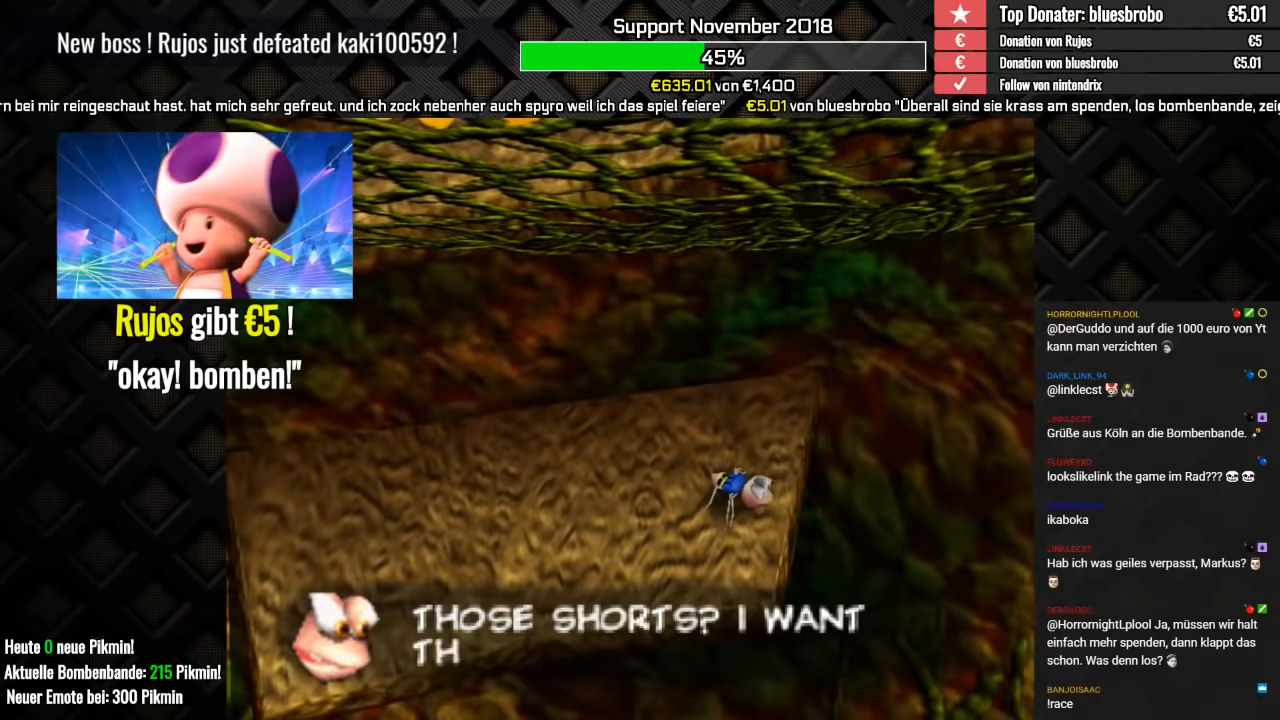 New boss ! Rujos just defeated kaki100592 !
Support November 2018
45%
€635.01 von €1,400
Top Donater: bluesbrobo €5.01
Donation von Rujos €5
Donation von bluesbrobo €5.01
Follow von nintendrix
rn bei mir reingeschaut hast. hat mich sehr gefreut. und ich zock nebenher auch spyro weil ich das spiel feiere" €5.01 von bluesbrobo "Überall sind sie krass am spenden, los bombenbande, zeig
Rujos gibt €5 !
"okay! bomben!"
THOSE SHORTS? I WANT
TH
Heute 0 neue Pikmin!
Aktuelle Bombenbande: 215 Pikmin!
Neuer Emote bei: 300 Pikmin
HORRORNIGHTLPLOOL
@DerGuddo und auf die 1000 euro von Yt
kann man verzichten
DARK_LINK_94
@linklecst
LINKLECST
Grüße aus Köln an die Bombenbande.
lookslikelink the game im Rad???
ikaboka
LINKLECST
Hab ich was geiles verpasst, Markus?
DERGUDDO
@HorrornightLplool Ja, müssen wir halt
einfach mehr spenden, dann klappt das
schon. Was denn los?
BANJOISAAC
!race